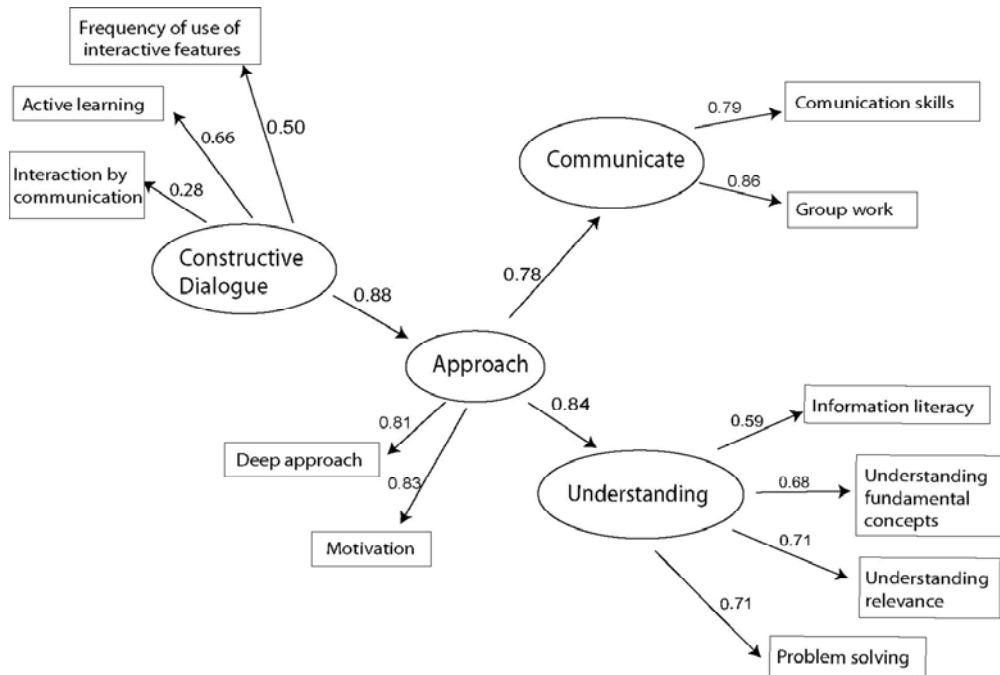 Frequency of use of
interactive features
Active learning
0.66
0.50
Interaction by
communication
0.28
Constructive
Dialogue
0.88
Communicate
0.79
Comunication skills
0.86
Group work
0.78
Approach
0.81
Deep approach
0.83
Motivation
0.84
Understanding
0.59
Information literacy
0.68
Understanding
fundamental
concepts
0.71
Understanding
relevance
0.71
Problem solving